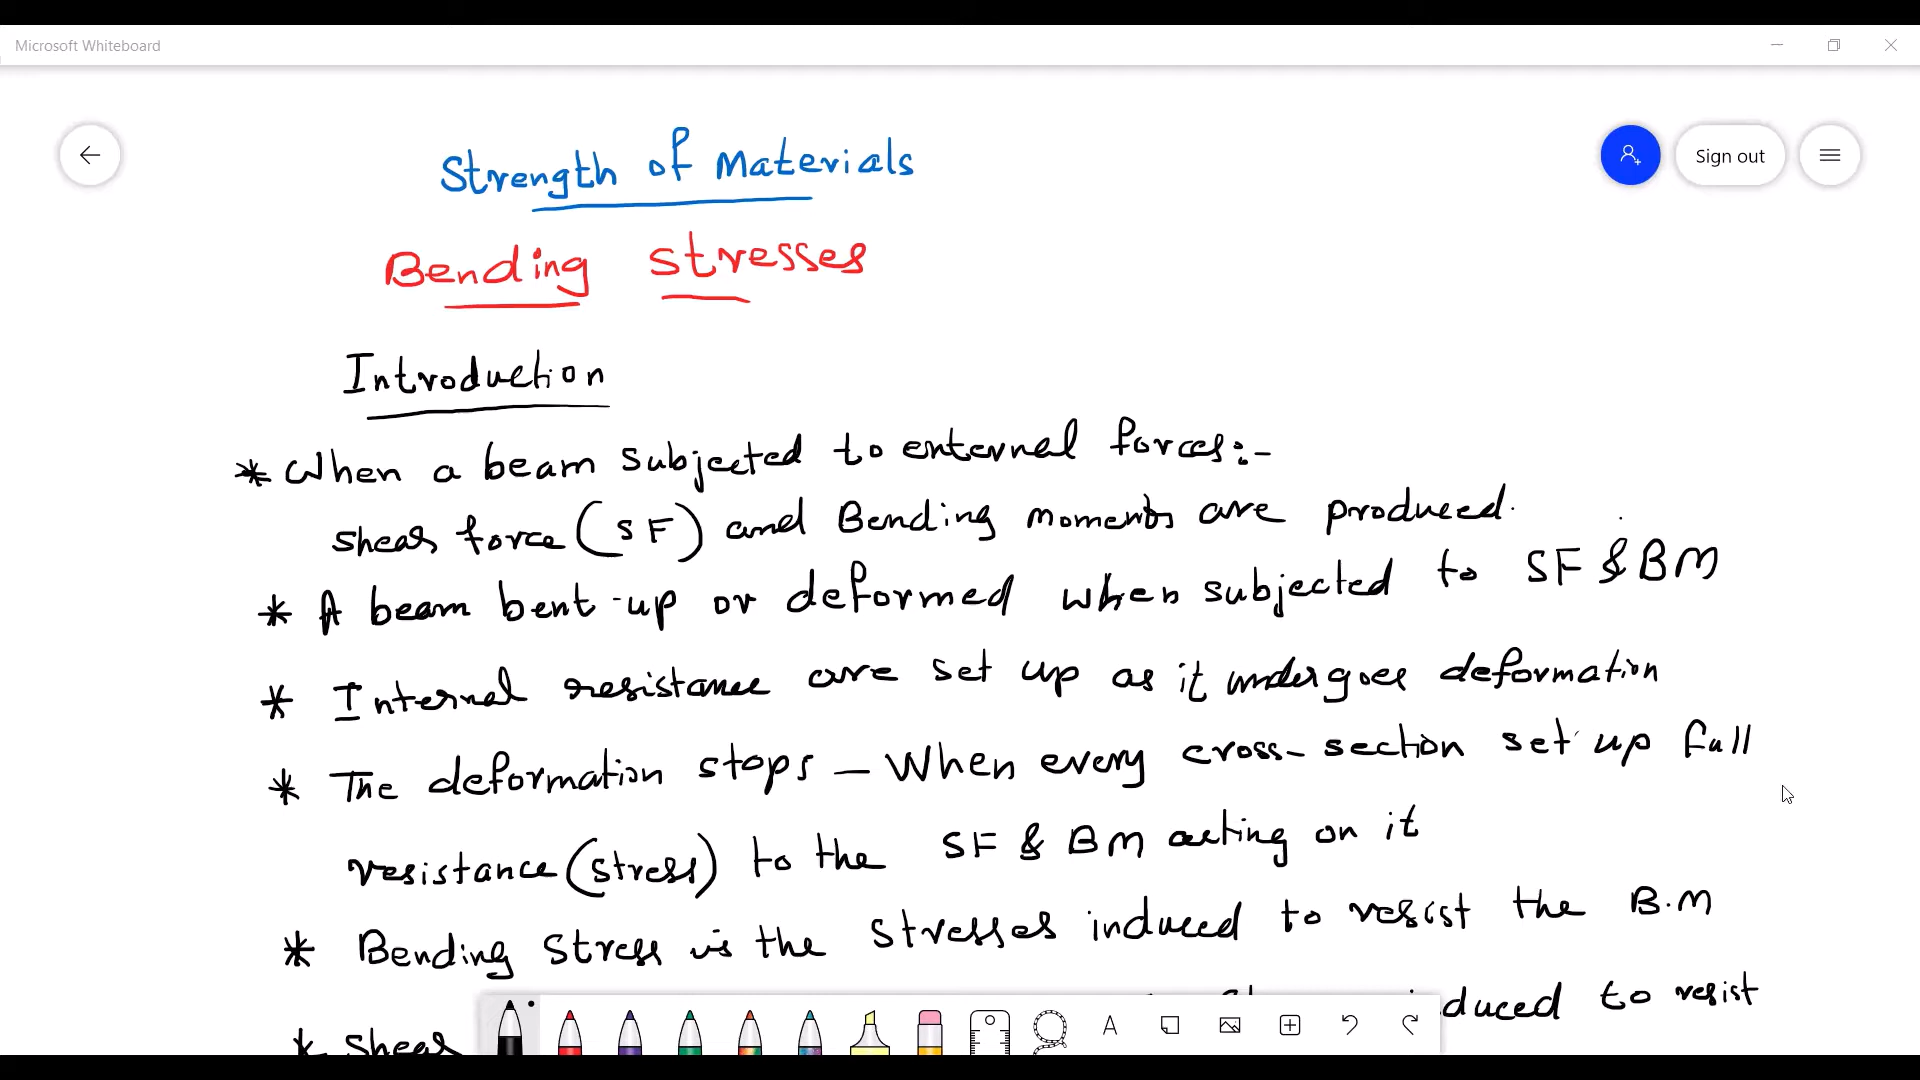 Microsoft Whiteboard
Sign out
Strength of Materials
Bending stresses
Introduction
* When a beam subjected to external forces:-
shear force (SF) and Bending moments are produced.
* A beam bent-up or deformed when subjected to SF & BM
* Internal resistance are set up as it undergoes deformation
* The deformation stops - When every cross-section set up full
resistance (stress) to the SF & BM acting on it
* Bending Stress is the stresses induced to resist the B.M
* Shear induced to resist
A